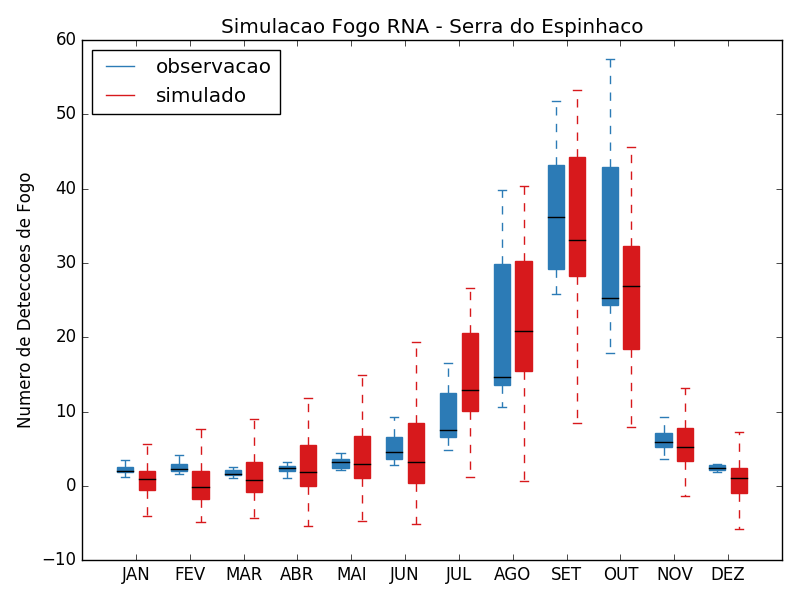 Simulacao Fogo RNA - Serra do Espinhaco
60
50
40
30
20
10
0
−10
Numero de Deteccoes de Fogo
observacao
simulado
JAN FEV MAR ABR MAI JUN JUL AGO SET OUT NOV DEZ